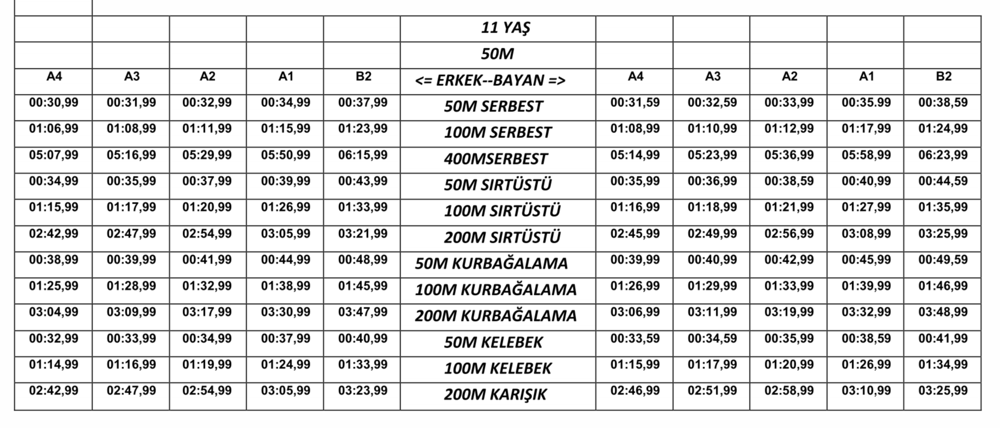 11 YAŞ
50M
A4 A3 A2 A1 B2 <= ERKEK--BAYAN => A4 A3 A2 A1 B2
00:30,99 00:31,99 00:32,99 00:34,99 00:37,99 50M SERBEST 00:31,59 00:32,59 00:33,99 00:35.99 00:38,59
01:06,99 01:08,99 01:11,99 01:15,99 01:23,99 100M SERBEST 01:08,99 01:10,99 01:12,99 01:17,99 01:24,99
05:07,99 05:16,99 05:29,99 05:50,99 06:15,99 400MSERBEST 05:14,99 05:23,99 05:36,99 05:58,99 06:23,99
00:34,99 00:35,99 00:37,99 00:39,99 00:43,99 50M SIRTÜSTÜ 00:35,99 00:36,99 00:38,59 00:40,99 00:44,59
01:15,99 01:17,99 01:20,99 01:26,99 01:33,99 100M SIRTÜSTÜ 01:16,99 01:18,99 01:21,99 01:27,99 01:35,99
02:42,99 02:47,99 02:54,99 03:05,99 03:21,99 200M SIRTÜSTÜ 02:45,99 02:49,99 02:56,99 03:08,99 03:25,99
00:38,99 00:39,99 00:41,99 00:44,99 00:48,99 50M KURBAĞALAMA 00:39,99 00:40,99 00:42,99 00:45,99 00:49,59
01:25,99 01:28,99 01:32,99 01:38,99 01:45,99 100M KURBAĞALAMA 01:26,99 01:29,99 01:33,99 01:39,99 01:46,99
03:04,99 03:09,99 03:17,99 03:30,99 03:47,99 200M KURBAĞALAMA 03:06,99 03:11,99 03:19,99 03:32,99 03:48,99
00:32,99 00:33,99 00:34,99 00:37,99 00:40,99 50M KELEBEK 00:33,59 00:34,59 00:35,99 00:38,59 00:41,99
01:14,99 01:16,99 01:19,99 01:24,99 01:33,99 100M KELEBEK 01:15,99 01:17,99 01:20,99 01:26,99 01:34,99
02:42,99 02:47,99 02:54,99 03:05,99 03:23,99 200M KARIŞIK 02:46,99 02:51,99 02:58,99 03:10,99 03:25,99